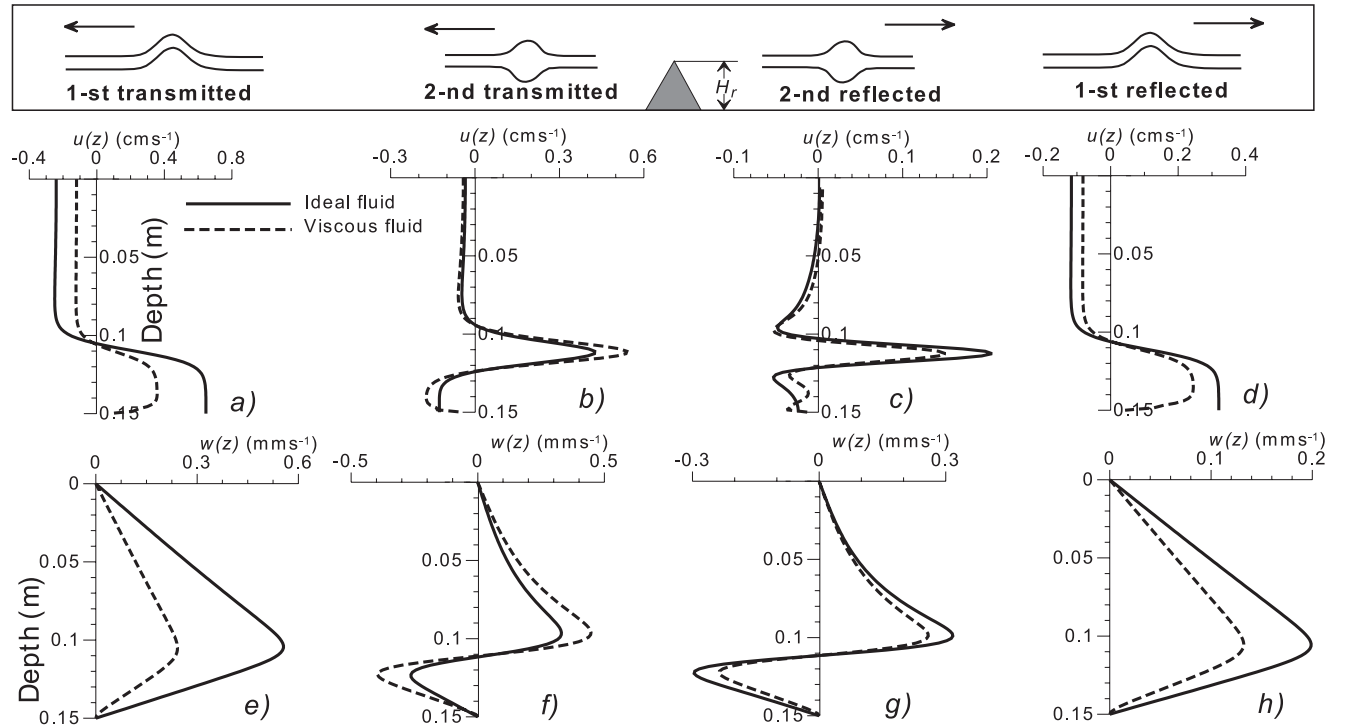 1-st transmitted
2-nd transmitted
Hr
2-nd reflected
1-st reflected
u(z) (cms-1)
-0.4 0 0.4 0.8
u(z) (cms-1)
-0.3 0 0.3 0.6
u(z) (cms-1)
-0.1 0 0.1 0.2
u(z) (cms-1)
-0.2 0 0.2 0.4
Ideal fluid
Viscous fluid
Depth (m)
0.05
0.1
0.15
a)
0.05
0.1
0.15
b)
0.05
0.1
0.15
c)
0.05
0.1
0.15
d)
w(z) (mms-1)
0 0.3 0.6
w(z) (mms-1)
-0.5 0 0.5
w(z) (mms-1)
-0.3 0 0.3
w(z) (mms-1)
0 0.1 0.2
Depth (m)
0
0.05
0.1
0.15
e)
0.05
0.1
0.15
f)
0.05
0.1
0.15
g)
0
0.05
0.1
0.15
h)